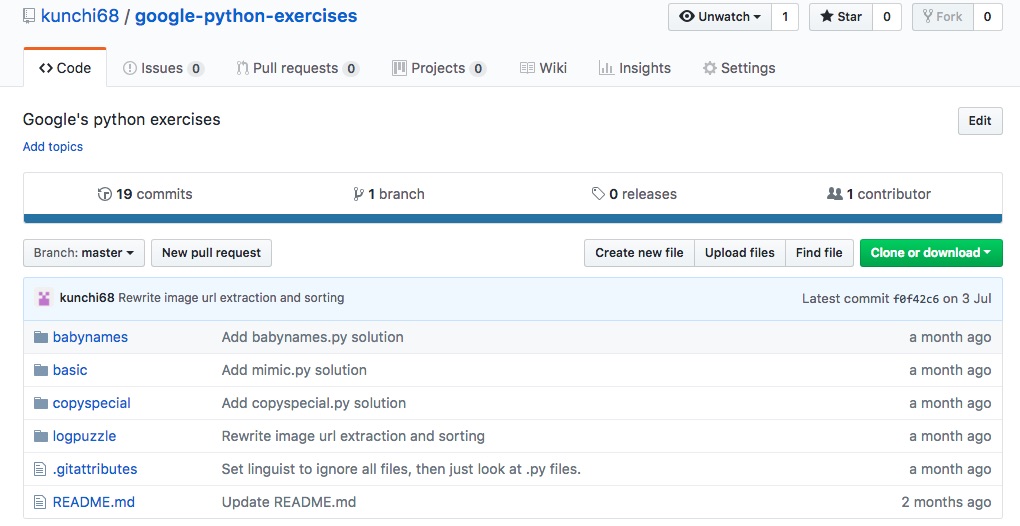 kunchi68 / google-python-exercises
Unwatch 1 Star 0 Fork 0
Code Issues 0 Pull requests 0 Projects 0 Wiki Insights Settings
Google's python exercises
Edit
Add topics
19 commits 1 branch 0 releases 1 contributor
Branch: master New pull request Create new file Upload files Find file Clone or download
kunchi68 Rewrite image url extraction and sorting Latest commit f0f42c6 on 3 Jul
babynames Add babynames.py solution a month ago
basic Add mimic.py solution a month ago
copyspecial Add copyspecial.py solution a month ago
logpuzzle Rewrite image url extraction and sorting a month ago
.gitattributes Set linguist to ignore all files, then just look at .py files. a month ago
README.md Update README.md 2 months ago